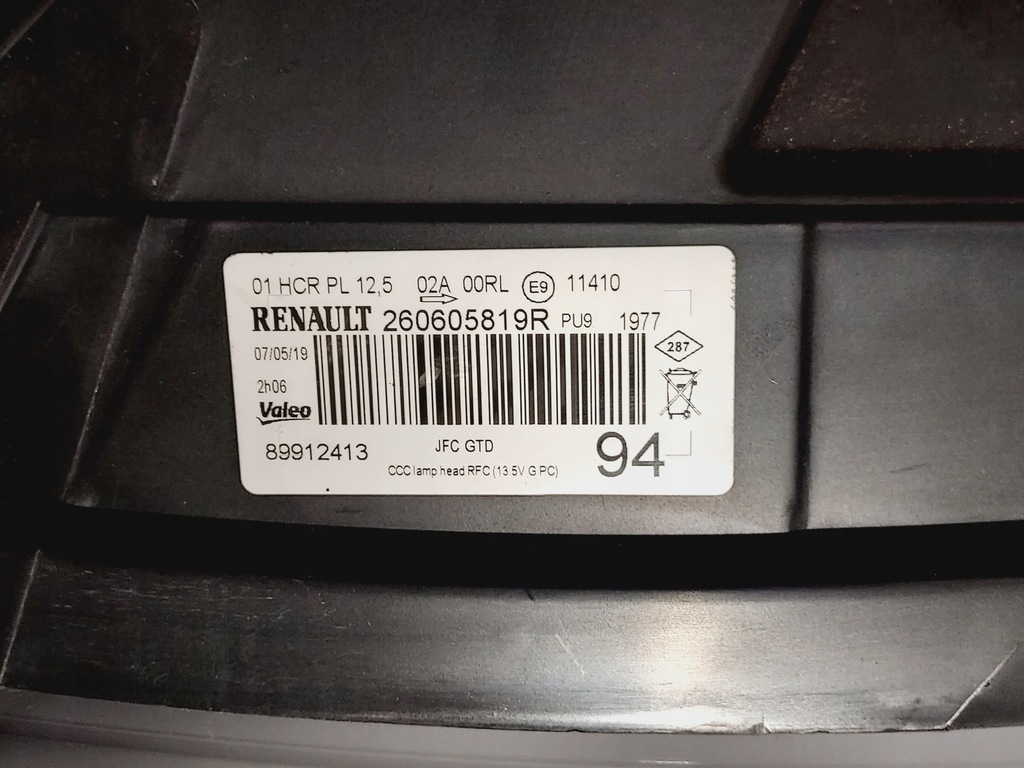 01 HCR PL 12,5 02A 00RL E9 11410
RENAULT 260605819R PU9 1977
07/05/19
287
2h06
Valeo
89912413 JFC GTD 94
CCC lamp head RFC (13.5V G PC)